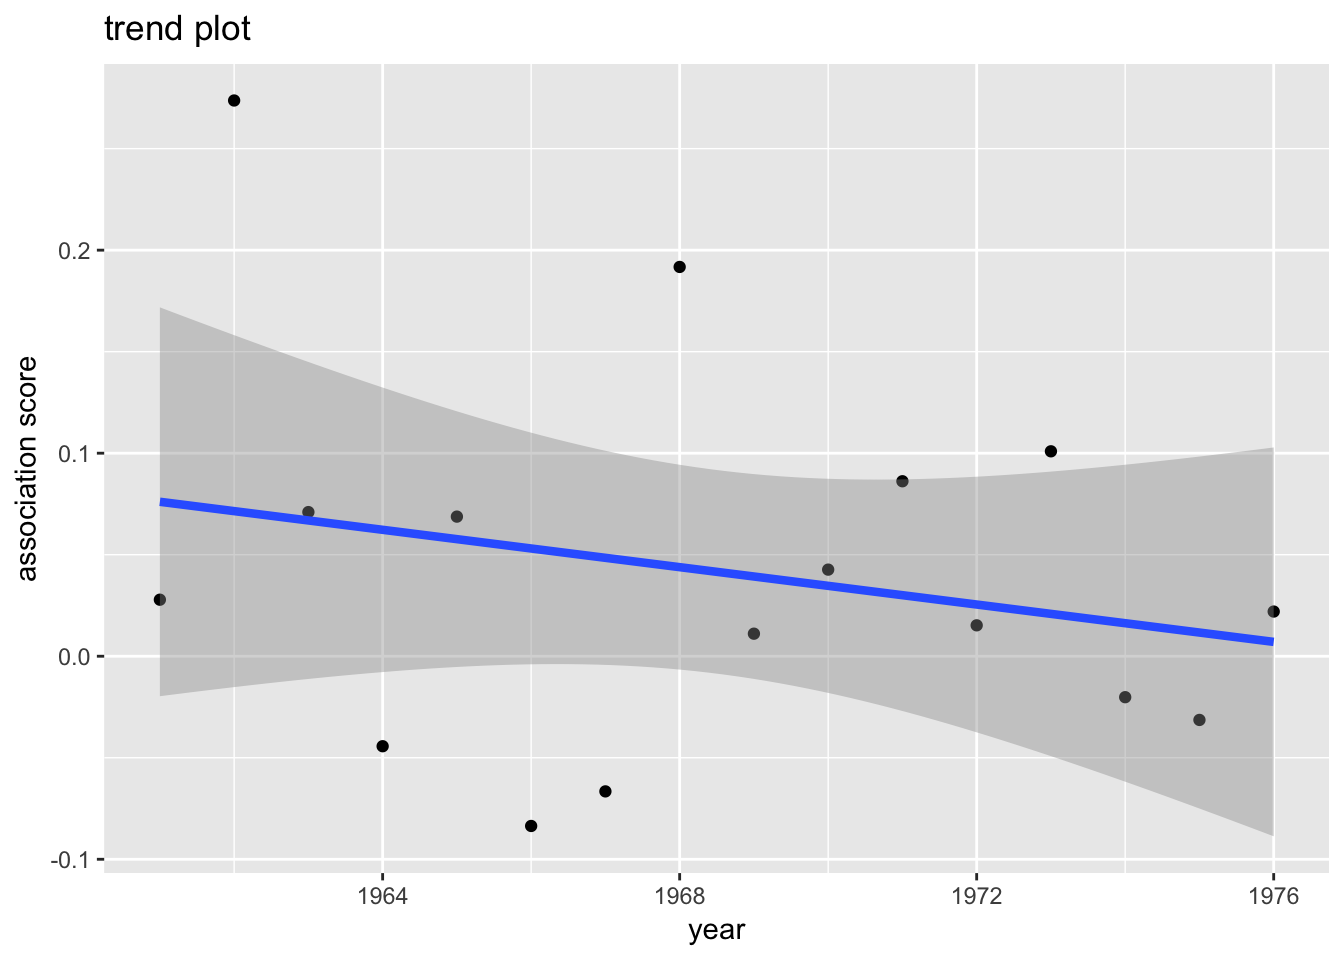 trend plot
association score
0.2
0.1
0.0
-0.1
1964 1968 1972 1976
year